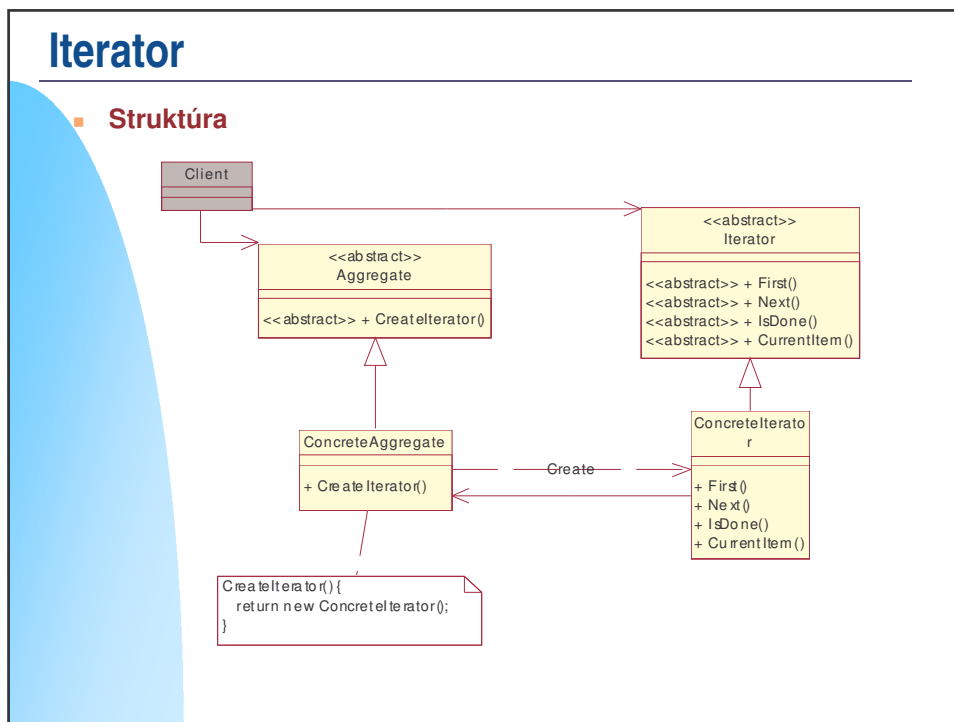 Iterator
Struktúra
Client
<<abstract>>
Aggregate
<<abstract>> + CreateIterator()
<<abstract>>
Iterator
<<abstract>> + First()
<<abstract>> + Next()
<<abstract>> + IsDone()
<<abstract>> + CurrentItem()
ConcreteAggregate
+ CreateIterator()
Create
ConcreteIterato
r
+ First()
+ Next()
+ IsDone()
+ CurrentItem()
CreateIterator() {
return new ConcreteIterator();
}